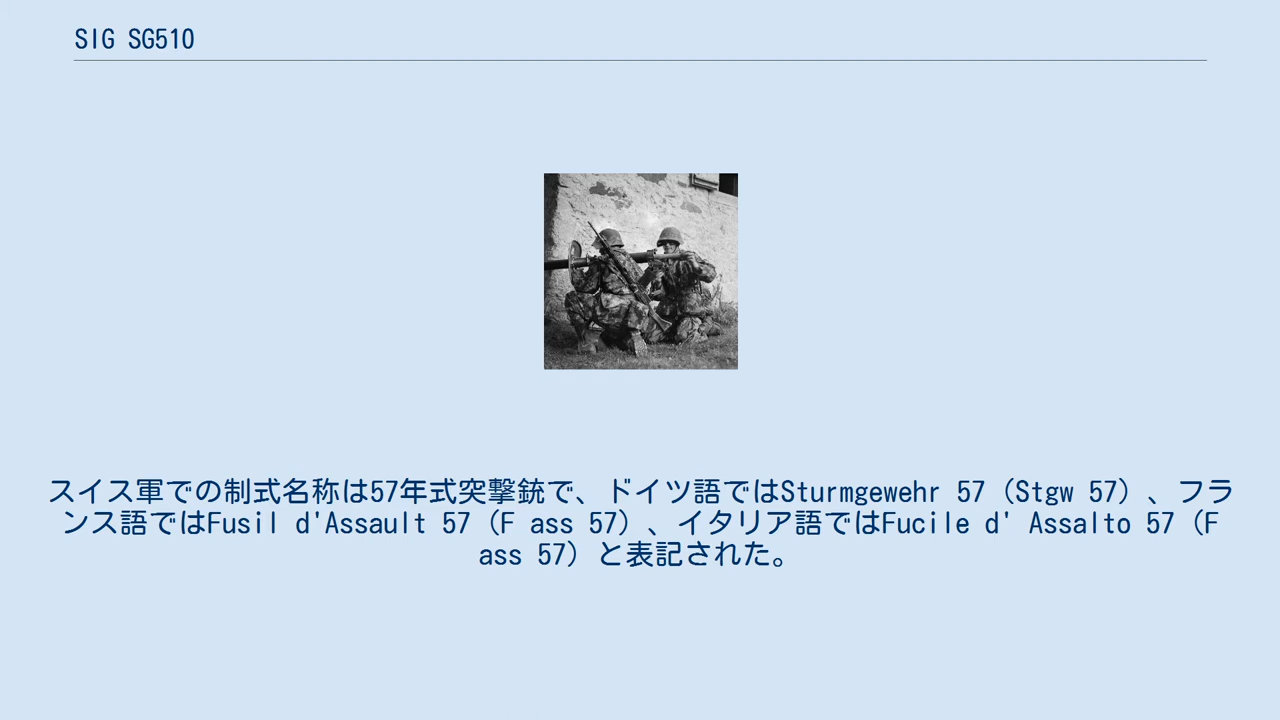 SIG SG510
スイス軍での制式名称は57年式突撃銃で、ドイツ語ではSturmgewehr 57（Stgw 57）、フラ
ンス語ではFusil d'Assault 57（F ass 57）、イタリア語ではFucile d' Assalto 57（F
ass 57）と表記された。